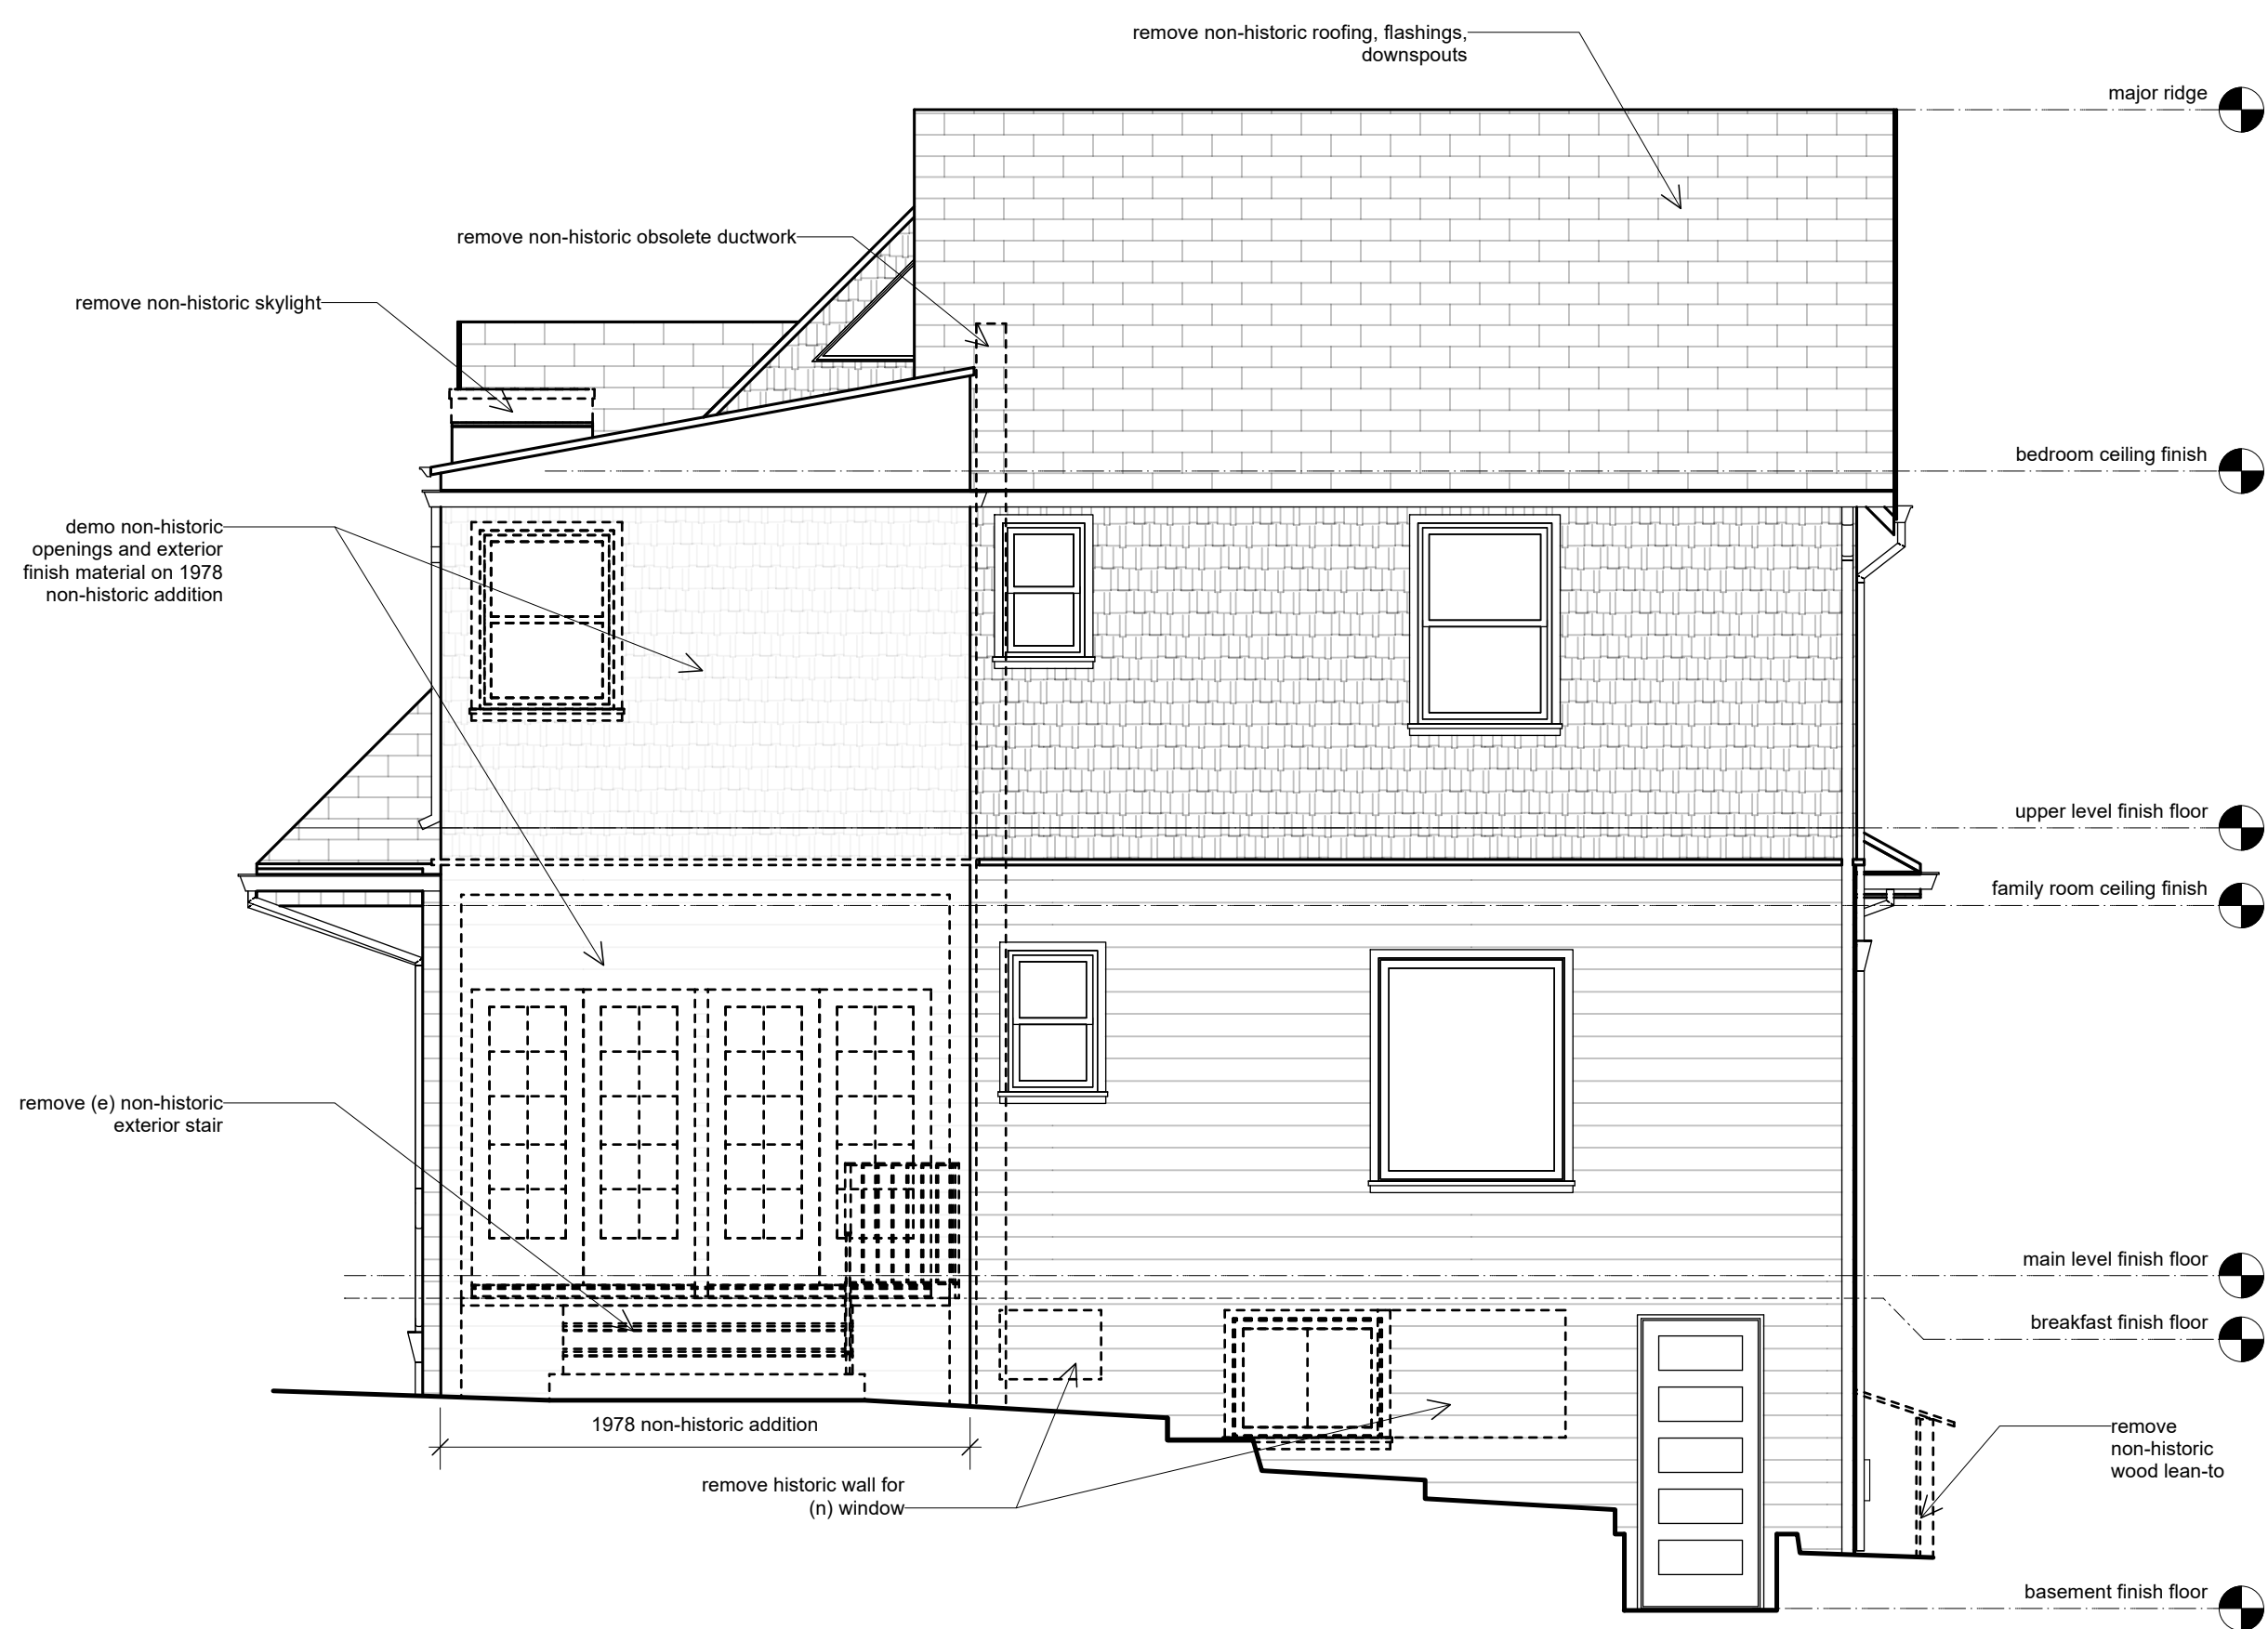 remove non-historic roofing, flashings,
downspouts
major ridge
remove non-historic obsolete ductwork
remove non-historic skylight
bedroom ceiling finish
demo non-historic
openings and exterior
finish material on 1978
non-historic addition
upper level finish floor
family room ceiling finish
remove (e) non-historic
exterior stair
main level finish floor
breakfast finish floor
1978 non-historic addition
remove
non-historic
wood lean-to
remove historic wall for
(n) window
basement finish floor